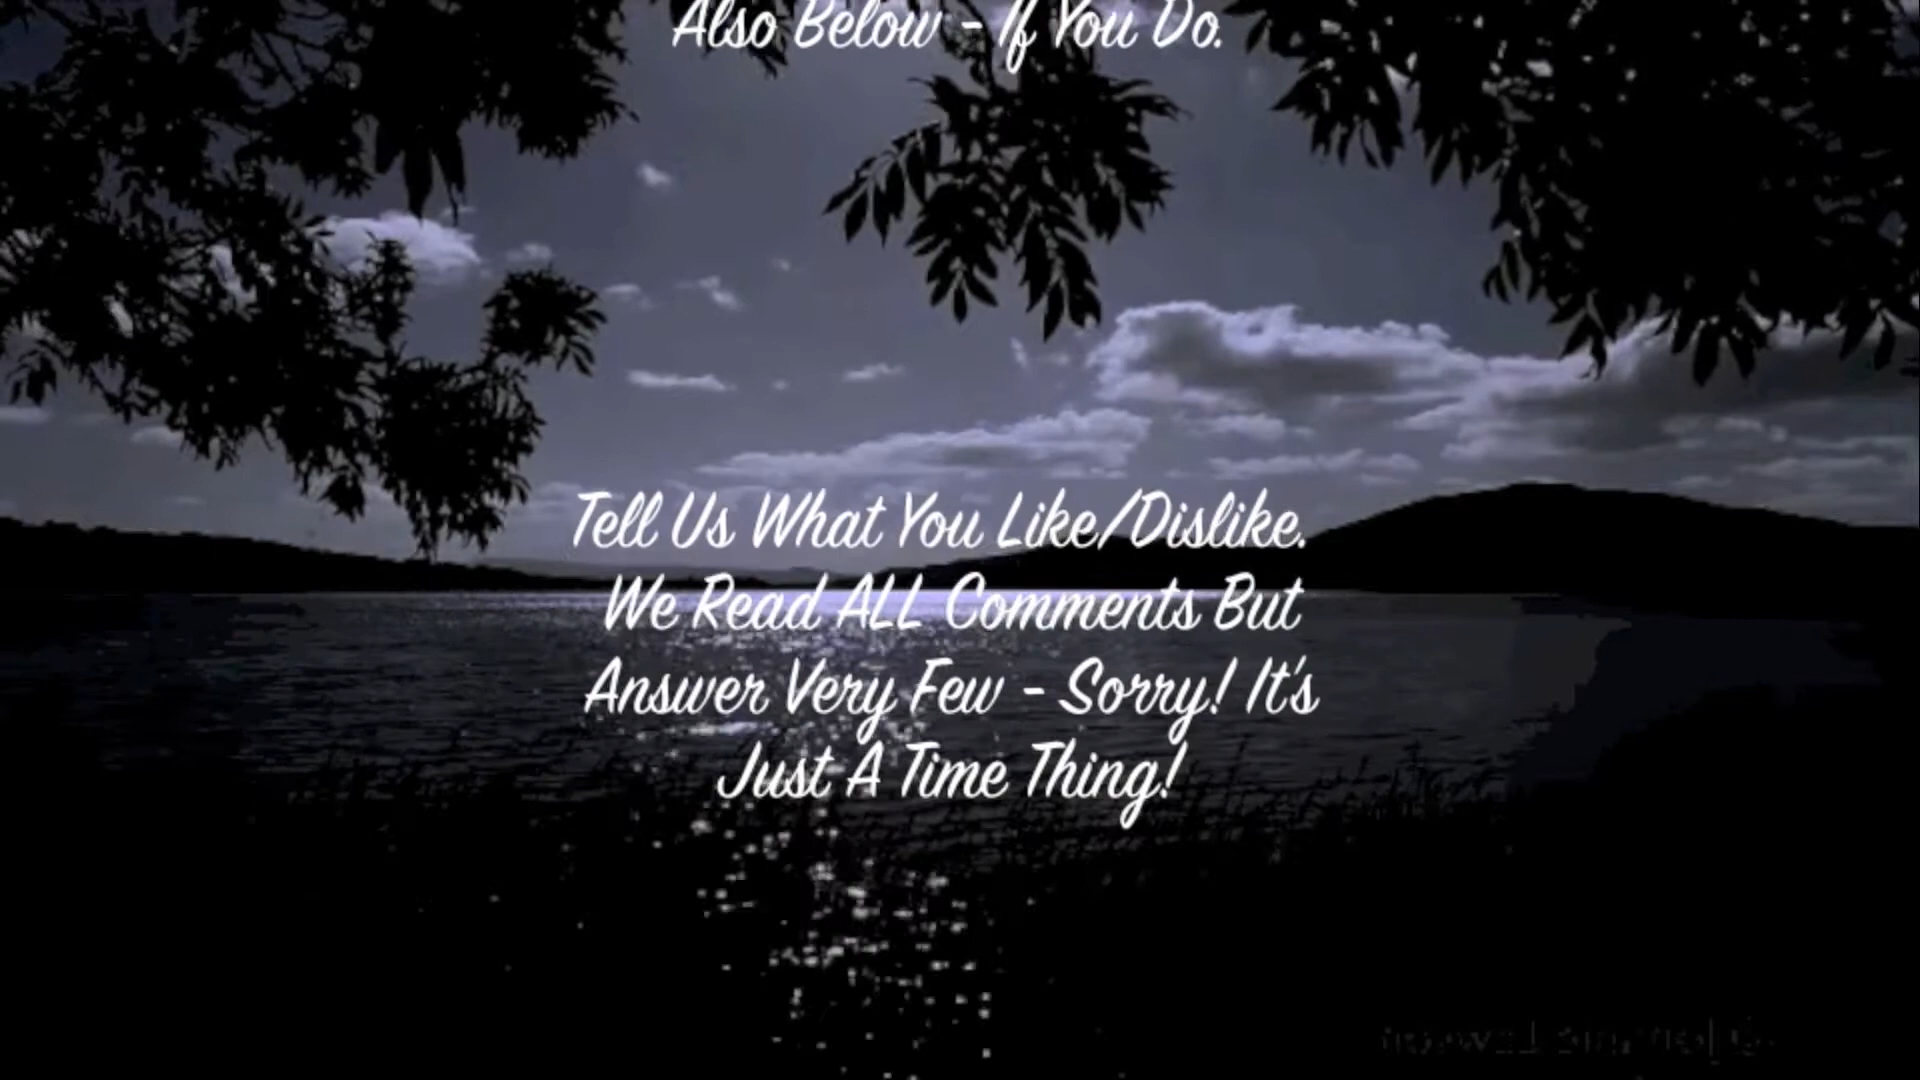 Also Below - If You Do.
Tell Us What You Like/Dislike.
We Read ALL Comments But
Answer Very Few - Sorry! It's
Just A Time Thing!